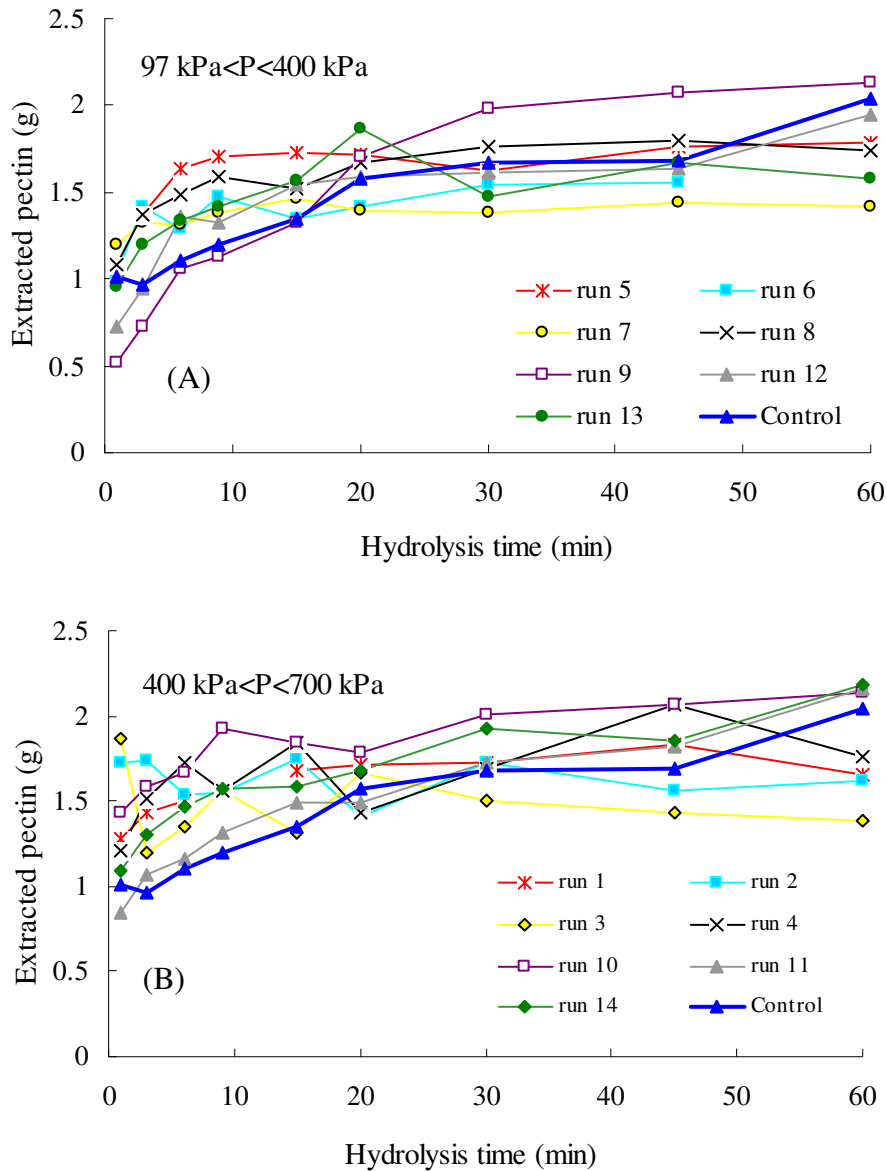 2.5
97 kPa<P<400 kPa
2
1.5
1
0.5
0
Extracted pectin (g)
(A)
run 5 run 6
run 7 run 8
run 9 run 12
run 13 Control
0 10 20 30 40 50 60
Hydrolysis time (min)
2.5
400 kPa<P<700 kPa
2
1.5
1
0.5
0
Extracted pectin (g)
(B)
run 1 run 2
run 3 run 4
run 10 run 11
run 14 Control
0 10 20 30 40 50 60
Hydrolysis time (min)